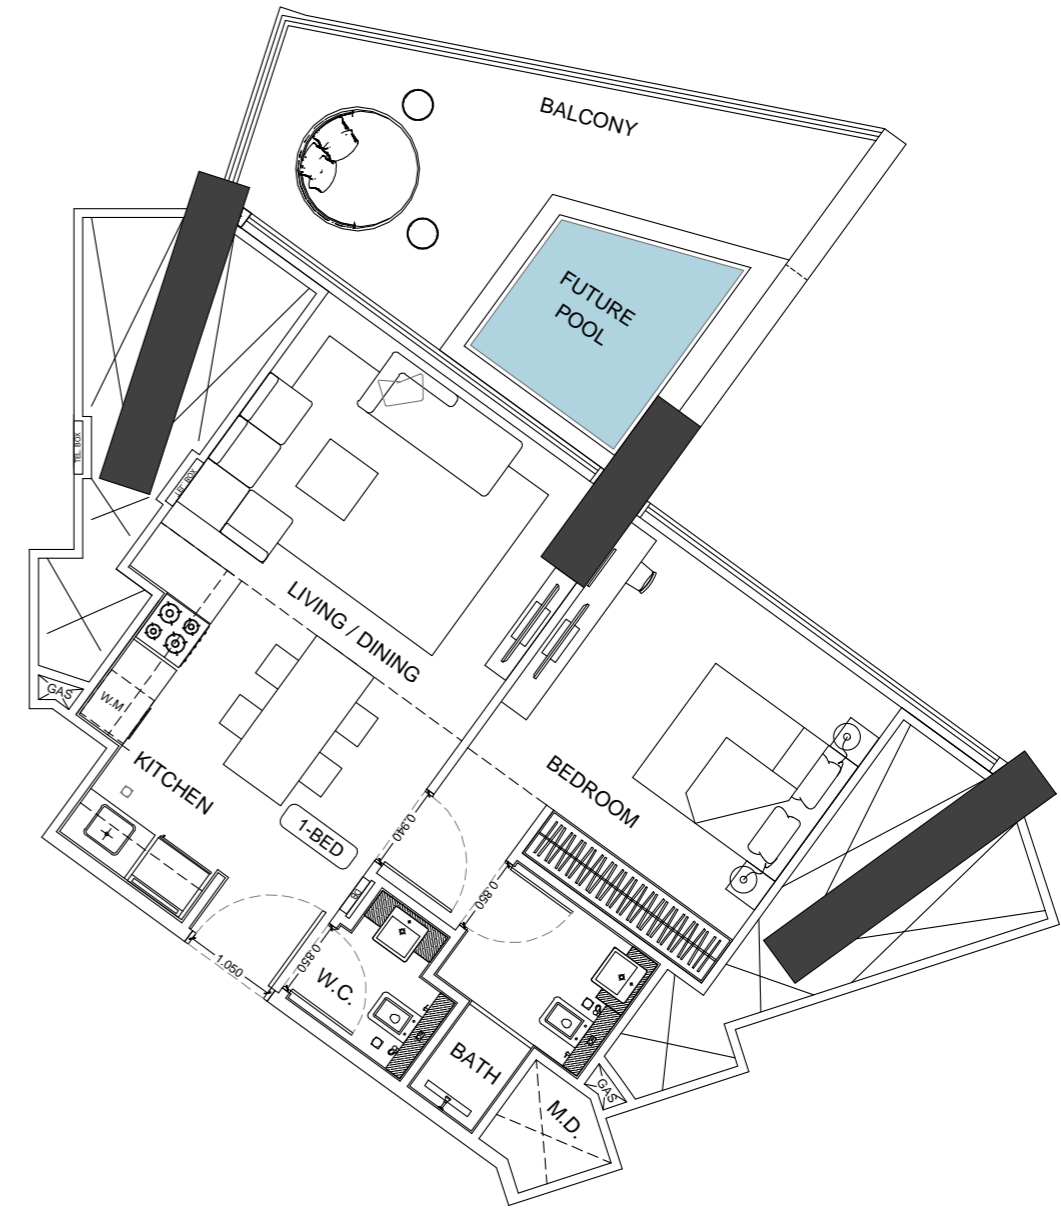 BALCONY
FUTURE
POOL
TEL. BOX
LIVING / DINING
GAS
W.M
KITCHEN
BEDROOM
1-BED
0.940
0.850
1.050
0.850
W.C.
BATH
GAS
M.D.